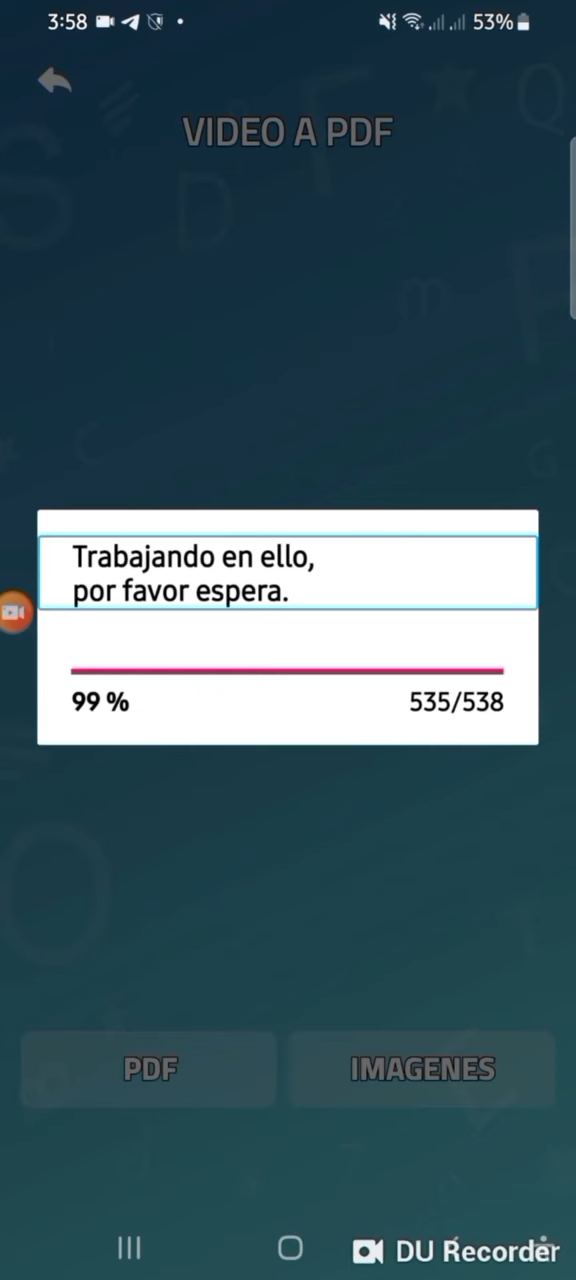 3:58
53%
VIDEO A PDF
Trabajando en ello,
por favor espera.
99 %
535/538
PDF
IMAGENES
DU Recorder